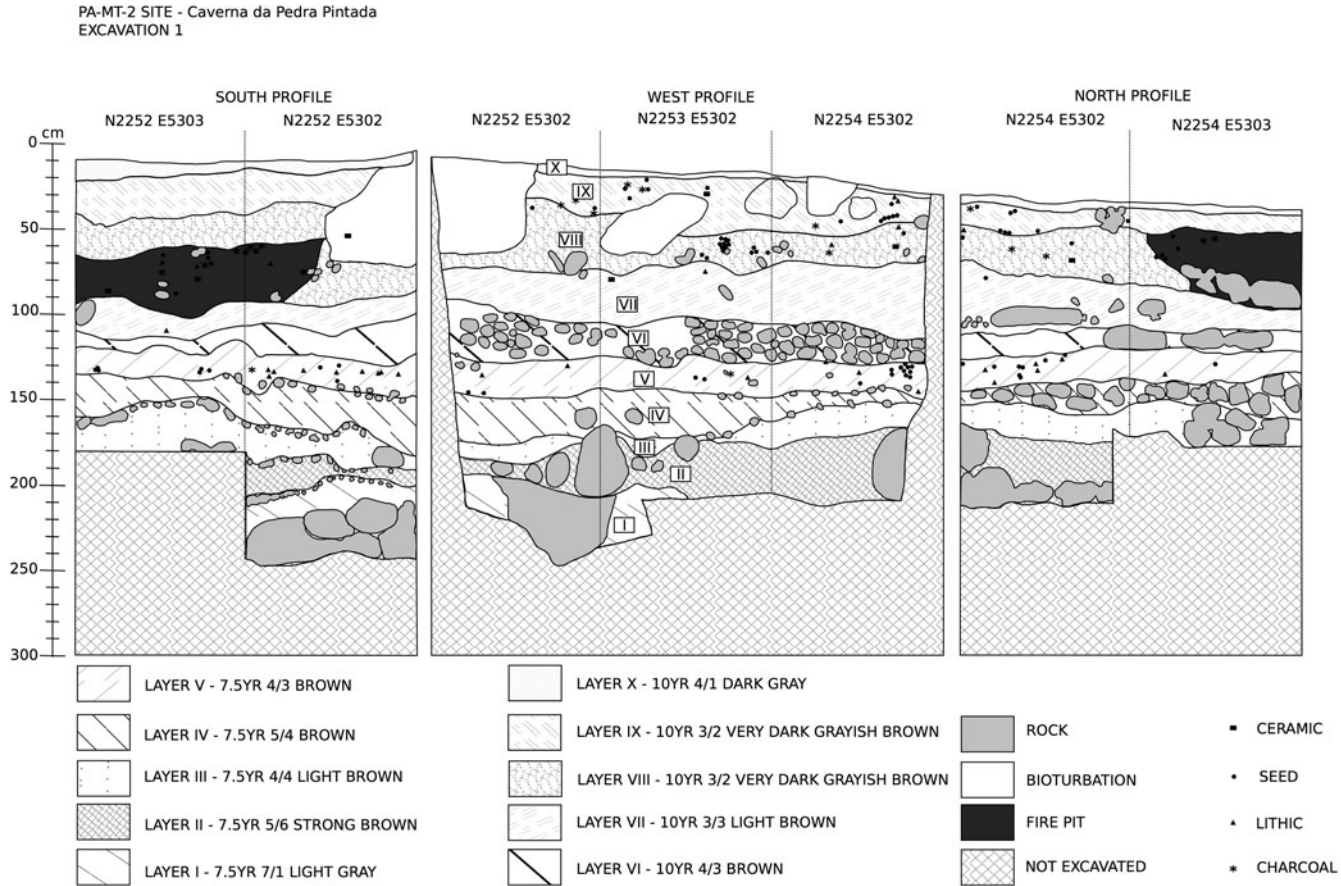 PA-MT-2 SITE - Caverna da Pedra Pintada
EXCAVATION 1
SOUTH PROFILE
N2252 E5303
N2252 E5302
WEST PROFILE
N2252 E5302
N2253 E5302
N2254 E5302
NORTH PROFILE
N2254 E5302
N2254 E5303
cm
0
50
100
150
200
250
300
X
IX
VIII
VII
VI
V
IV
III
II
I
LAYER V - 7.5YR 4/3 BROWN
LAYER IV - 7.5YR 5/4 BROWN
LAYER III - 7.5YR 4/4 LIGHT BROWN
LAYER II - 7.5YR 5/6 STRONG BROWN
LAYER I - 7.5YR 7/1 LIGHT GRAY
LAYER X - 10YR 4/1 DARK GRAY
LAYER IX - 10YR 3/2 VERY DARK GRAYISH BROWN
LAYER VIII - 10YR 3/2 VERY DARK GRAYISH BROWN
LAYER VII - 10YR 3/3 LIGHT BROWN
LAYER VI - 10YR 4/3 BROWN
ROCK
BIOTURBATION
FIRE PIT
NOT EXCAVATED
CERAMIC
SEED
LITHIC
CHARCOAL